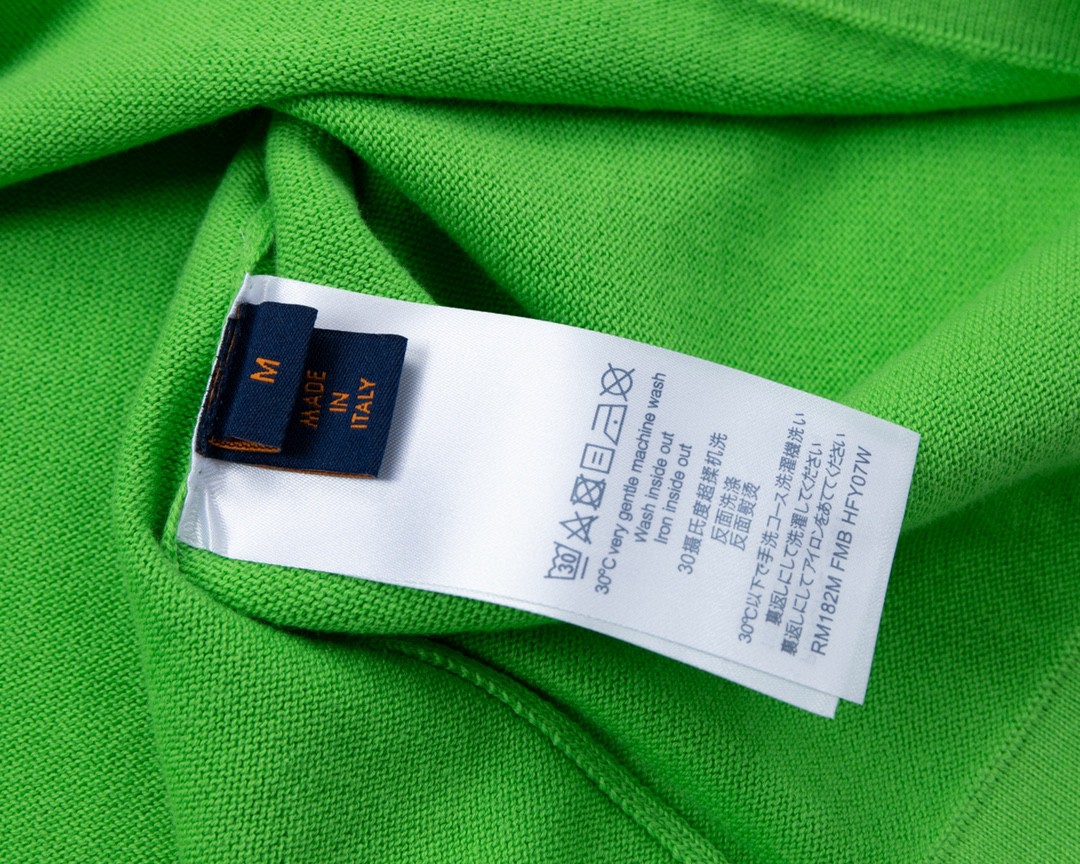 M
MADE
IN
ITALY
30
30°C very gentle machine wash
Wash inside out
Iron inside out
30摄氏度超揉机洗
反面洗涤
反面熨烫
30℃以下で手洗コース洗濯機洗い
裏返しにして洗濯してください
裏返しにしてアイロンをあててください
RM182M FMB HFY07W